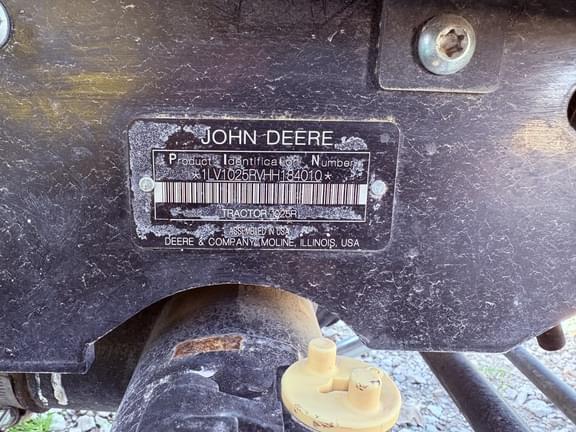 JOHN DEERE
Product Identification Number
*1LV1025RVHH184010*
TRACTOR 1025R
ASSEMBLED IN USA
DEERE & COMPANY, MOLINE, ILLINOIS, USA